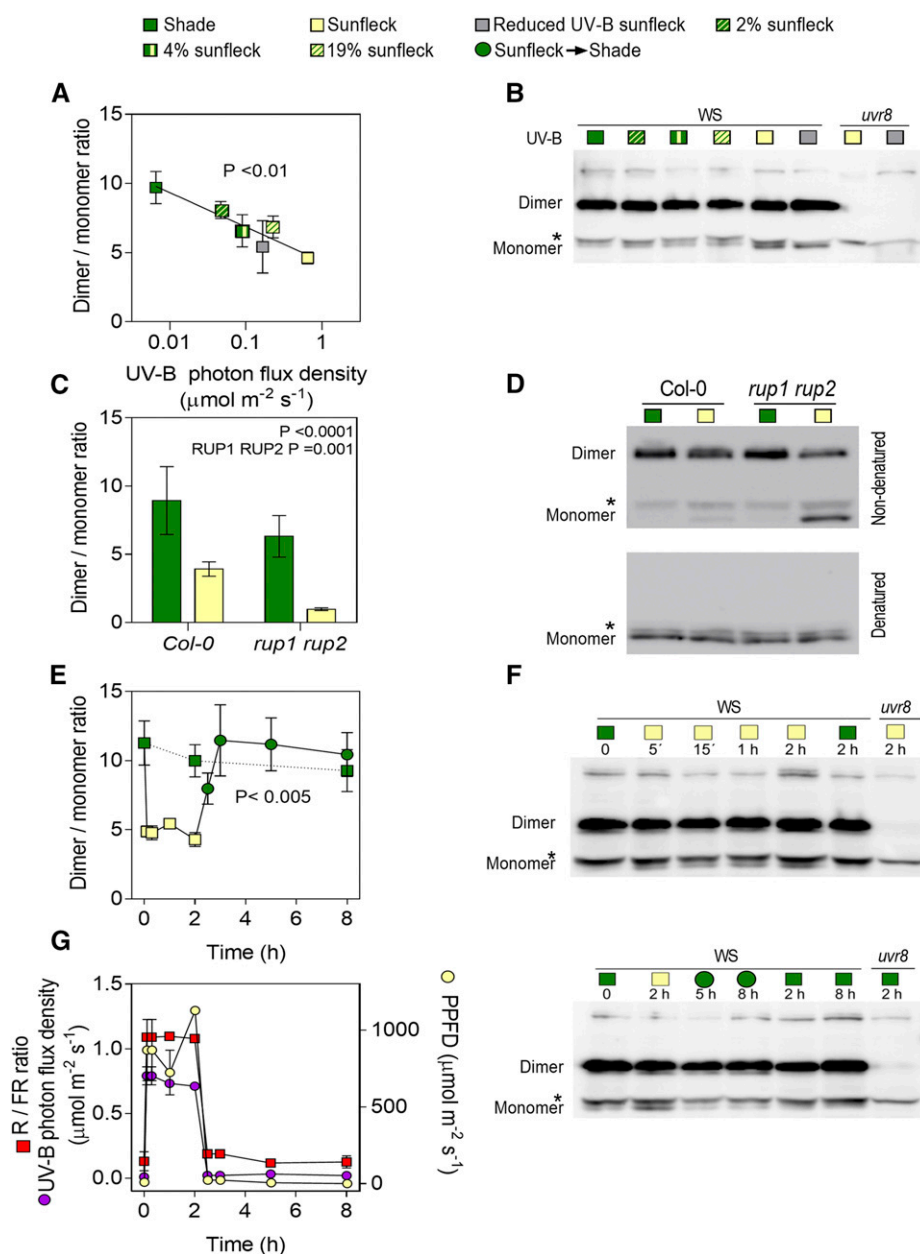 Shade Sunfleck Reduced UV-B sunfleck 2% sunfleck
4% sunfleck 19% sunfleck Sunfleck Shade
A
Dimer / monomer ratio
15
10
5
0
P <0.01
0.01 0.1 1
UV-B photon flux density
(μmol m-2 s-1)
B
WS uvr8
UV-B
Dimer
*
Monomer
C
Dimer / monomer ratio
15
10
5
0
P <0.0001
RUP1 RUP2 P =0.001
Col-0 rup1 rup2
D
Col-0 rup1 rup2
Dimer
*
Monomer
Non-denatured
*
Monomer
Denatured
E
Dimer / monomer ratio
15
10
5
0
P< 0.005
0 2 4 6 8
Time (h)
F
WS uvr8
0 5´ 15´ 1 h 2 h 2 h 2 h
Dimer
*
Monomer
WS uvr8
0 2 h 5 h 8 h 2 h 8 h 2 h
Dimer
*
Monomer
G
R / FR ratio
UV-B photon flux density
(μmol m-2 s-1)
1.5
1.0
0.5
0.0
1000
500
0
PPFD (μmol m-2 s-1)
0 2 4 6 8
Time (h)